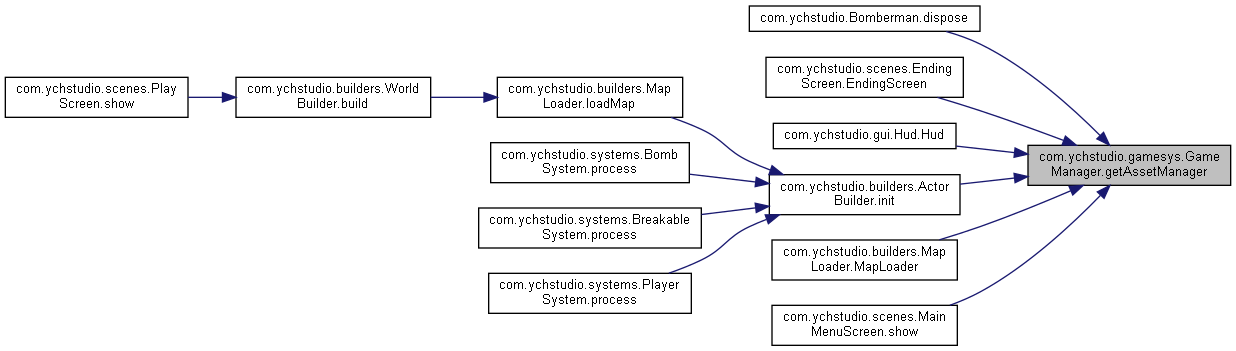 com.ychstudio.Bomberman.dispose
com.ychstudio.scenes.Ending
Screen.EndingScreen
com.ychstudio.scenes.Play
Screen.show
com.ychstudio.builders.World
Builder.build
com.ychstudio.builders.Map
Loader.loadMap
com.ychstudio.gui.Hud.Hud
com.ychstudio.gamesys.Game
Manager.getAssetManager
com.ychstudio.systems.Bomb
System.process
com.ychstudio.builders.Actor
Builder.init
com.ychstudio.systems.Breakable
System.process
com.ychstudio.builders.Map
Loader.MapLoader
com.ychstudio.systems.Player
System.process
com.ychstudio.scenes.Main
MenuScreen.show